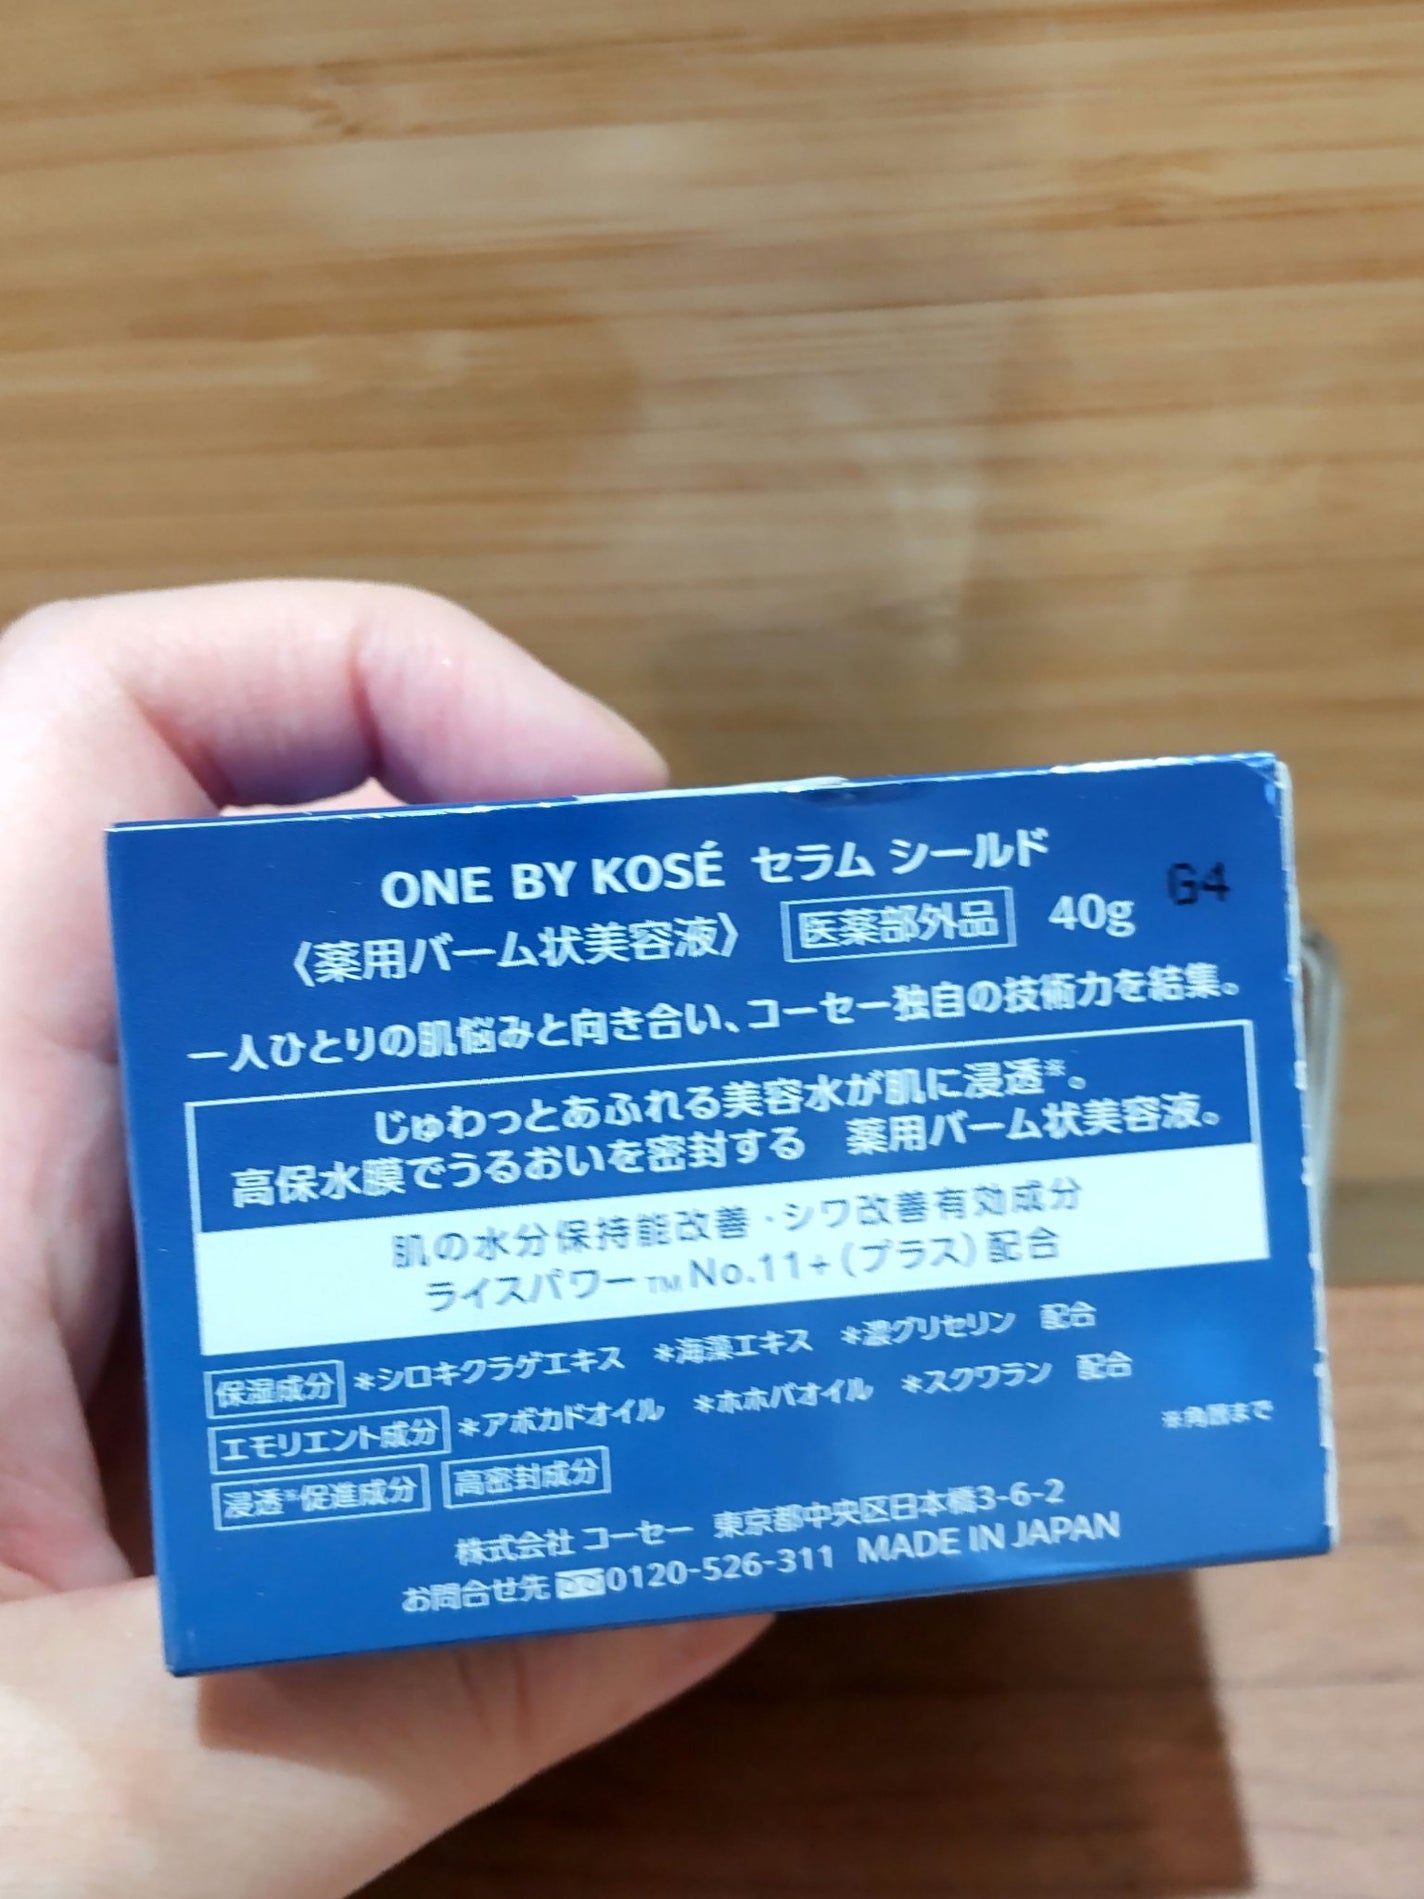 ONE BY KOSÉ セラム シールド
G4
〈薬用バーム状美容液〉 医薬部外品 40g
一人ひとりの肌悩みと向き合い、コーセー独自の技術力を結集。
じゅわっとあふれる美容水が肌に浸透※。
高保水膜でうるおいを密封する 薬用バーム状美容液。
肌の水分保持能改善・シワ改善有効成分
ライスパワー™No.11+(プラス)配合
保湿成分 *シロキクラゲエキス *海藻エキス *濃グリセリン 配合
エモリエント成分 *アボカドオイル *ホホバオイル *スクワラン 配合
浸透※促進成分 高密封成分
※角層まで
株式会社 コーセー 東京都中央区日本橋3-6-2
お問合せ先 0120-526-311 MADE IN JAPAN